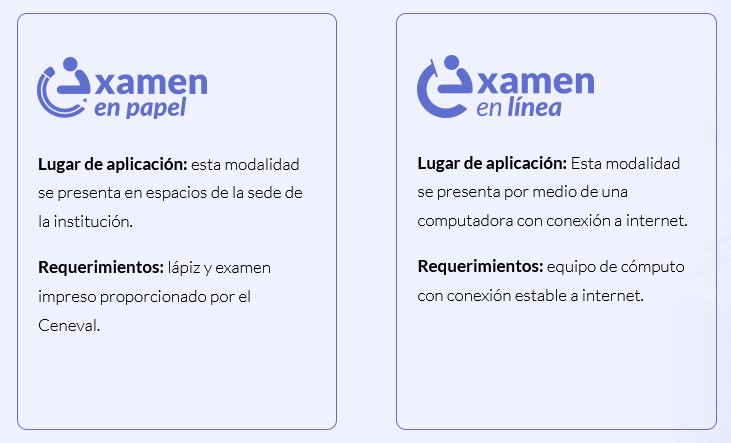 Examen
en papel
Lugar de aplicación: esta modalidad
se presenta en espacios de la sede de
la institución.
Requerimientos: lápiz y examen
impreso proporcionado por el
Ceneval.
Examen
en línea
Lugar de aplicación: Esta modalidad
se presenta por medio de una
computadora con conexión a internet.
Requerimientos: equipo de cómputo
con conexión estable a internet.